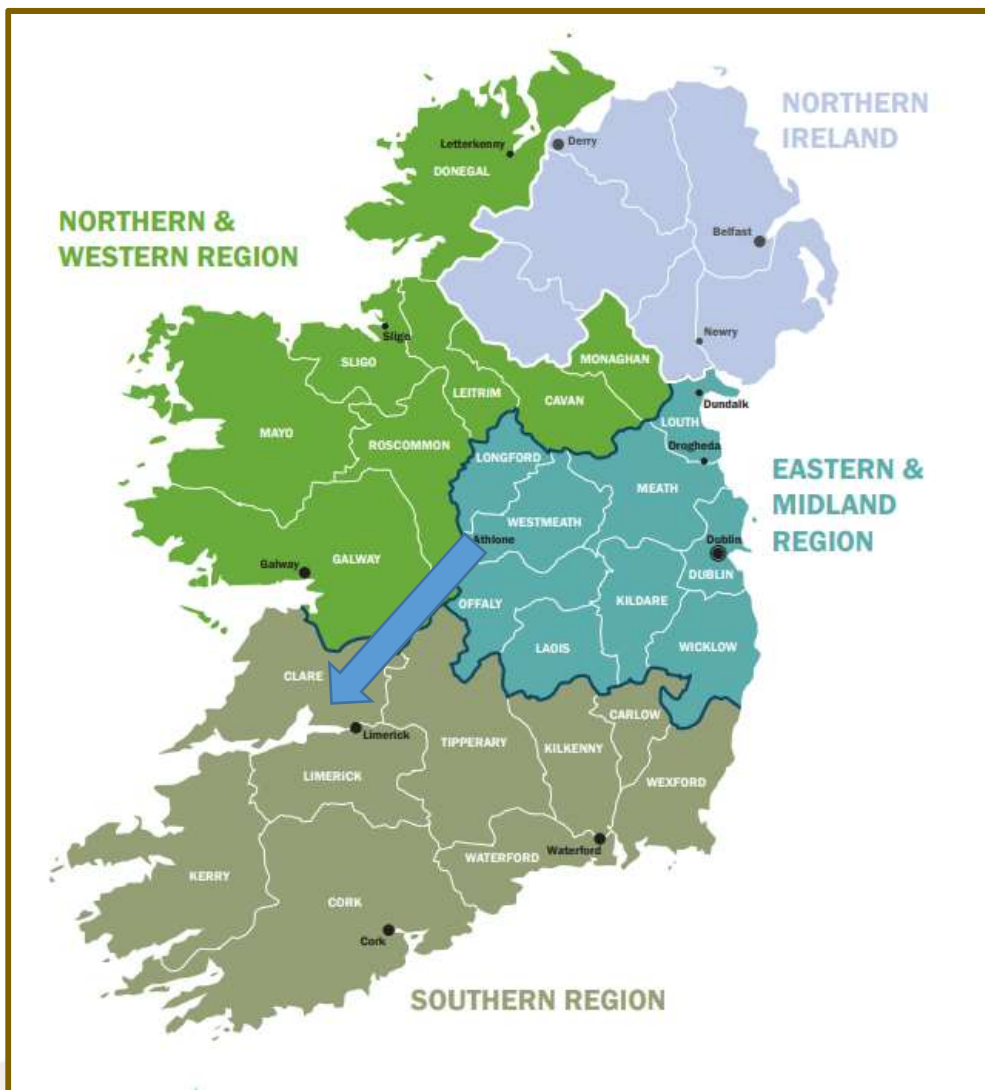 NORTHERN
IRELAND
Derry
Letterkenny
DONEGAL
NORTHERN &
WESTERN REGION
Belfast
Sligo
Newry
SLIGO
MONAGHAN
LEITRIM
CAVAN
Dundalk
LOUTH
MAYO
ROSCOMMON
Drogheda
LONGFORD
EASTERN &
MIDLAND
REGION
MEATH
WESTMEATH
Athlone
Dublin
GALWAY
Galway
DUBLIN
OFFALY
KILDARE
LAOIS
WICKLOW
CLARE
CARLOW
Limerick
TIPPERARY
KILKENNY
LIMERICK
WEXFORD
Waterford
WATERFORD
KERRY
CORK
Cork
SOUTHERN REGION